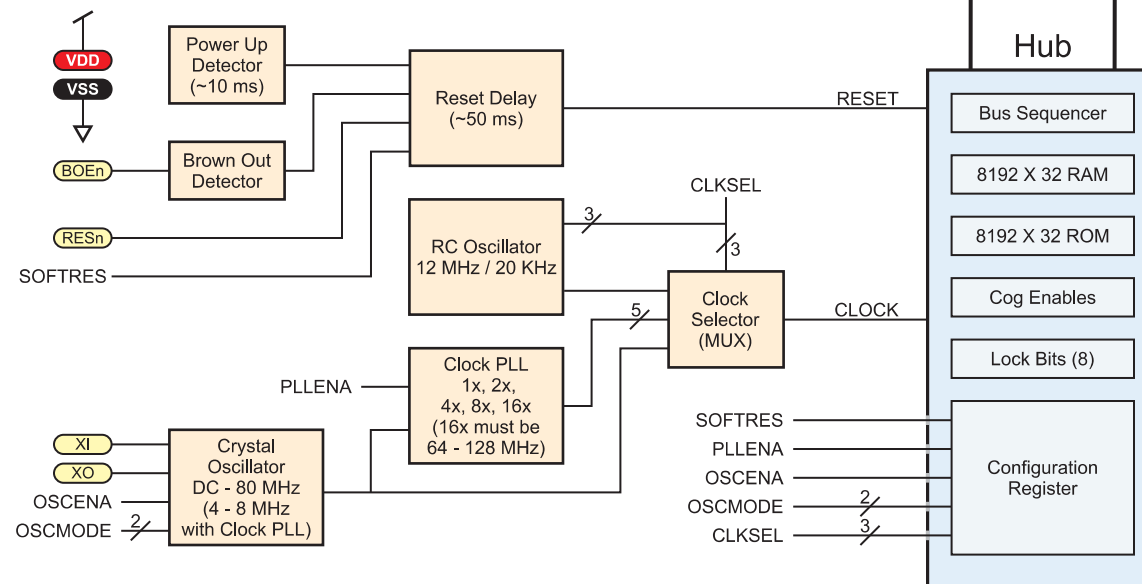 VDD
VSS
BOEn
RESn
SOFTRES
Power Up
Detector
(~10 ms)
Brown Out
Detector
Reset Delay
(~50 ms)
RESET
CLKSEL
3
3
RC Oscillator
12 MHz / 20 KHz
Clock
Selector
(MUX)
CLOCK
5
PLLENA
Clock PLL
1x, 2x,
4x, 8x, 16x
(16x must be
64 - 128 MHz)
XI
XO
OSCENA
OSCMODE
2
Crystal
Oscillator
DC - 80 MHz
(4 - 8 MHz
with Clock PLL)
Hub
Bus Sequencer
8192 X 32 RAM
8192 X 32 ROM
Cog Enables
Lock Bits (8)
SOFTRES
PLLENA
OSCENA
OSCMODE
2
CLKSEL
3
Configuration
Register